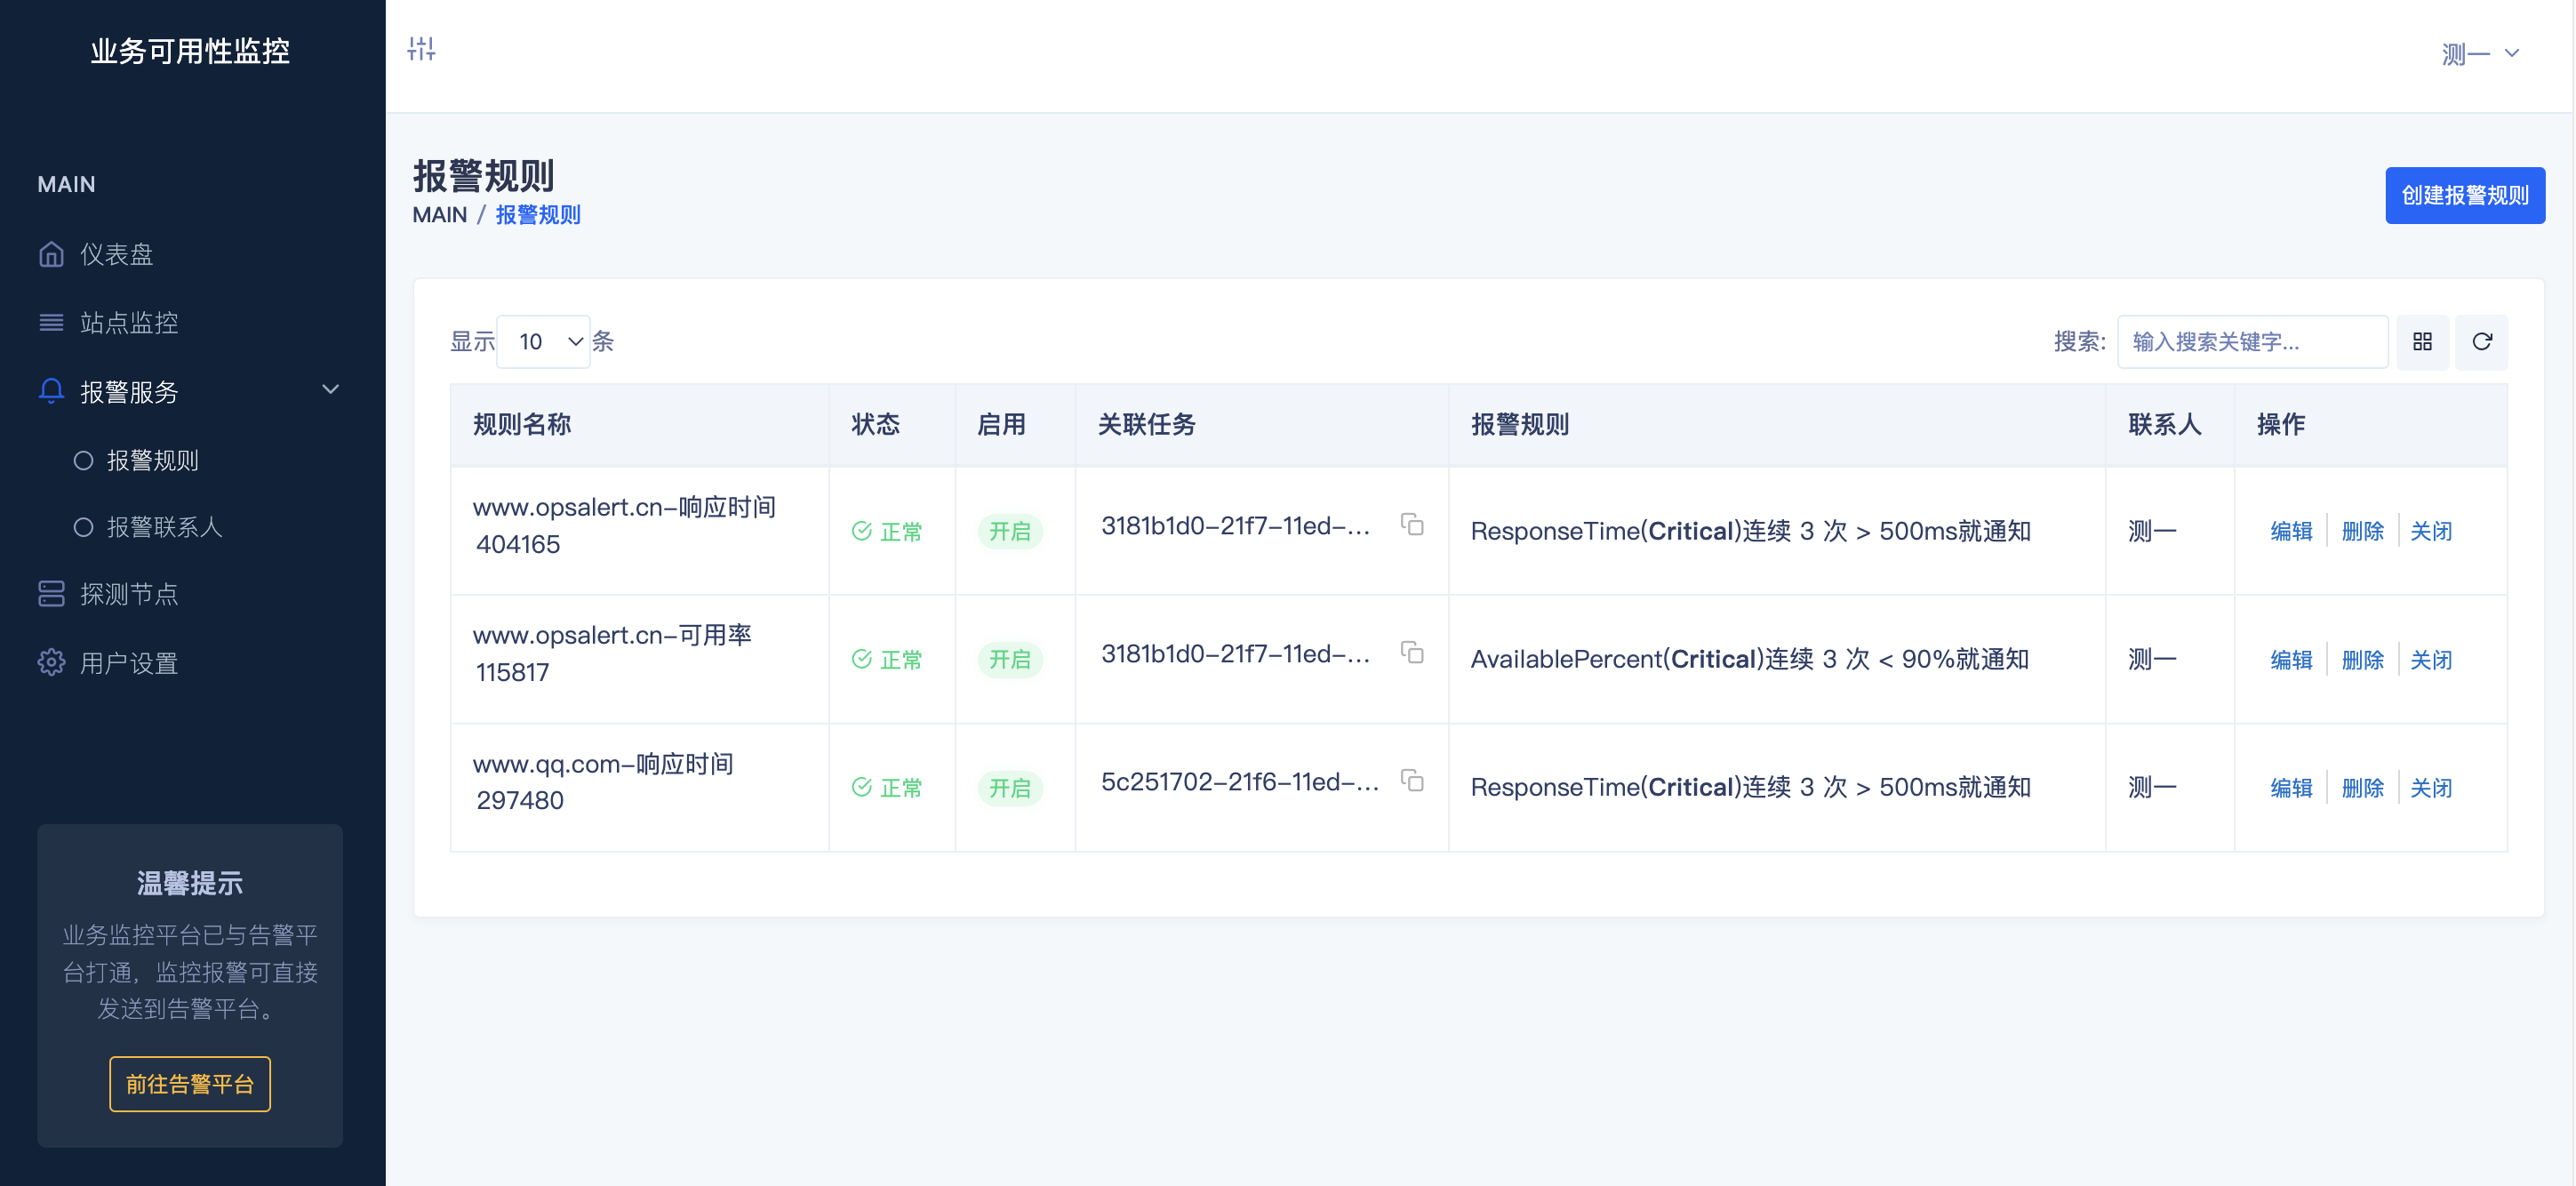 业务可用性监控
测一
MAIN
仪表盘
站点监控
报警服务
报警规则
报警联系人
探测节点
用户设置
温馨提示
业务监控平台已与告警平
台打通，监控报警可直接
发送到告警平台。
前往告警平台
报警规则
MAIN / 报警规则
创建报警规则
显示 10 条
搜索: 输入搜索关键字...
规则名称 状态 启用 关联任务 报警规则 联系人 操作
www.opsalert.cn-响应时间
404165
正常 开启 3181b1d0-21f7-11ed-... ResponseTime(Critical)连续 3 次 > 500ms就通知 测一 编辑 删除 关闭
www.opsalert.cn-可用率
115817
正常 开启 3181b1d0-21f7-11ed-... AvailablePercent(Critical)连续 3 次 < 90%就通知 测一 编辑 删除 关闭
www.qq.com-响应时间
297480
正常 开启 5c251702-21f6-11ed-... ResponseTime(Critical)连续 3 次 > 500ms就通知 测一 编辑 删除 关闭